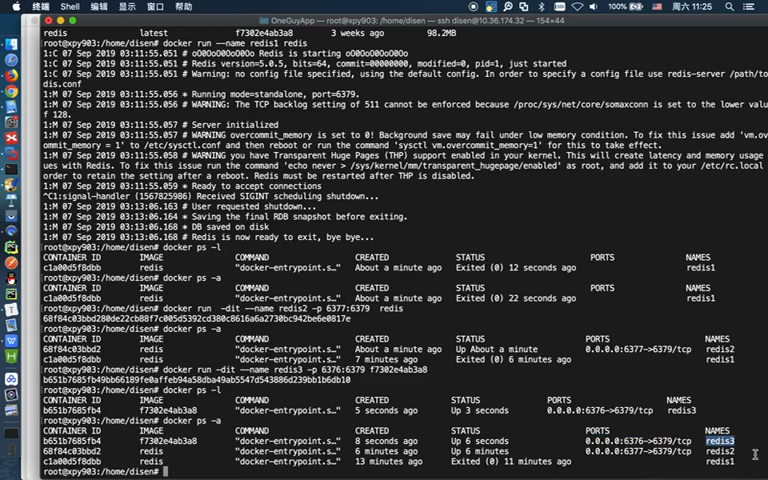 终端 Shell 编辑 显示 窗口 帮助 100% 周六 11:25
OneGuyApp — root@xpy903: /home/disen — ssh disen@10.36.174.32 — 154×44
redis latest f7302e4ab3a8 3 weeks ago 98.2MB
root@xpy903:/home/disen# docker run --name redis1 redis
1:C 07 Sep 2019 03:11:55.051 # oO0OoO0OoO0Oo Redis is starting oO0OoO0OoO0Oo
1:C 07 Sep 2019 03:11:55.051 # Redis version=5.0.5, bits=64, commit=00000000, modified=0, pid=1, just started
1:C 07 Sep 2019 03:11:55.051 # Warning: no config file specified, using the default config. In order to specify a config file use redis-server /path/to/re
dis.conf
1:M 07 Sep 2019 03:11:55.056 * Running mode=standalone, port=6379.
1:M 07 Sep 2019 03:11:55.056 # WARNING: The TCP backlog setting of 511 cannot be enforced because /proc/sys/net/core/somaxconn is set to the lower value o
f 128.
1:M 07 Sep 2019 03:11:55.057 # Server initialized
1:M 07 Sep 2019 03:11:55.057 # WARNING overcommit_memory is set to 0! Background save may fail under low memory condition. To fix this issue add 'vm.overc
ommit_memory = 1' to /etc/sysctl.conf and then reboot or run the command 'sysctl vm.overcommit_memory=1' for this to take effect.
1:M 07 Sep 2019 03:11:55.058 # WARNING you have Transparent Huge Pages (THP) support enabled in your kernel. This will create latency and memory usage iss
ues with Redis. To fix this issue run the command 'echo never > /sys/kernel/mm/transparent_hugepage/enabled' as root, and add it to your /etc/rc.local in
order to retain the setting after a reboot. Redis must be restarted after THP is disabled.
1:M 07 Sep 2019 03:11:55.059 * Ready to accept connections
^C1:signal-handler (1567825986) Received SIGINT scheduling shutdown...
1:M 07 Sep 2019 03:13:06.163 # User requested shutdown...
1:M 07 Sep 2019 03:13:06.164 * Saving the final RDB snapshot before exiting.
1:M 07 Sep 2019 03:13:06.168 * DB saved on disk
1:M 07 Sep 2019 03:13:06.168 # Redis is now ready to exit, bye bye...
root@xpy903:/home/disen# docker ps -l
CONTAINER ID IMAGE COMMAND CREATED STATUS PORTS NAMES
c1a00d5f8dbb redis "docker-entrypoint.s…" About a minute ago Exited (0) 12 seconds ago redis1
root@xpy903:/home/disen# docker ps -a
CONTAINER ID IMAGE COMMAND CREATED STATUS PORTS NAMES
c1a00d5f8dbb redis "docker-entrypoint.s…" About a minute ago Exited (0) 22 seconds ago redis1
root@xpy903:/home/disen# docker run -dit --name redis2 -p 6377:6379 redis
root@xpy903:/home/disen# docker ps -a
CONTAINER ID IMAGE COMMAND CREATED STATUS PORTS NAMES
68f84c03bbd2 redis "docker-entrypoint.s…" About a minute ago Up About a minute 0.0.0.0:6377->6379/tcp redis2
c1a00d5f8dbb redis "docker-entrypoint.s…" 7 minutes ago Exited (0) 6 minutes ago redis1
root@xpy903:/home/disen# docker run -dit --name redis3 -p 6376:6379 f7302e4ab3a8
b651b7685fb49bb66189fe0affeb94a58dba49ab5547d543886d239bb1b6db10
root@xpy903:/home/disen# docker ps -l
CONTAINER ID IMAGE COMMAND CREATED STATUS PORTS NAMES
b651b7685fb4 f7302e4ab3a8 "docker-entrypoint.s…" 5 seconds ago Up 3 seconds 0.0.0.0:6376->6379/tcp redis3
root@xpy903:/home/disen# docker ps -a
CONTAINER ID IMAGE COMMAND CREATED STATUS PORTS NAMES
b651b7685fb4 f7302e4ab3a8 "docker-entrypoint.s…" 8 seconds ago Up 6 seconds 0.0.0.0:6376->6379/tcp redis3
68f84c03bbd2 redis "docker-entrypoint.s…" 6 minutes ago Up 6 minutes 0.0.0.0:6377->6379/tcp redis2
c1a00d5f8dbb redis "docker-entrypoint.s…" 13 minutes ago Exited (0) 11 minutes ago redis1
root@xpy903:/home/disen#